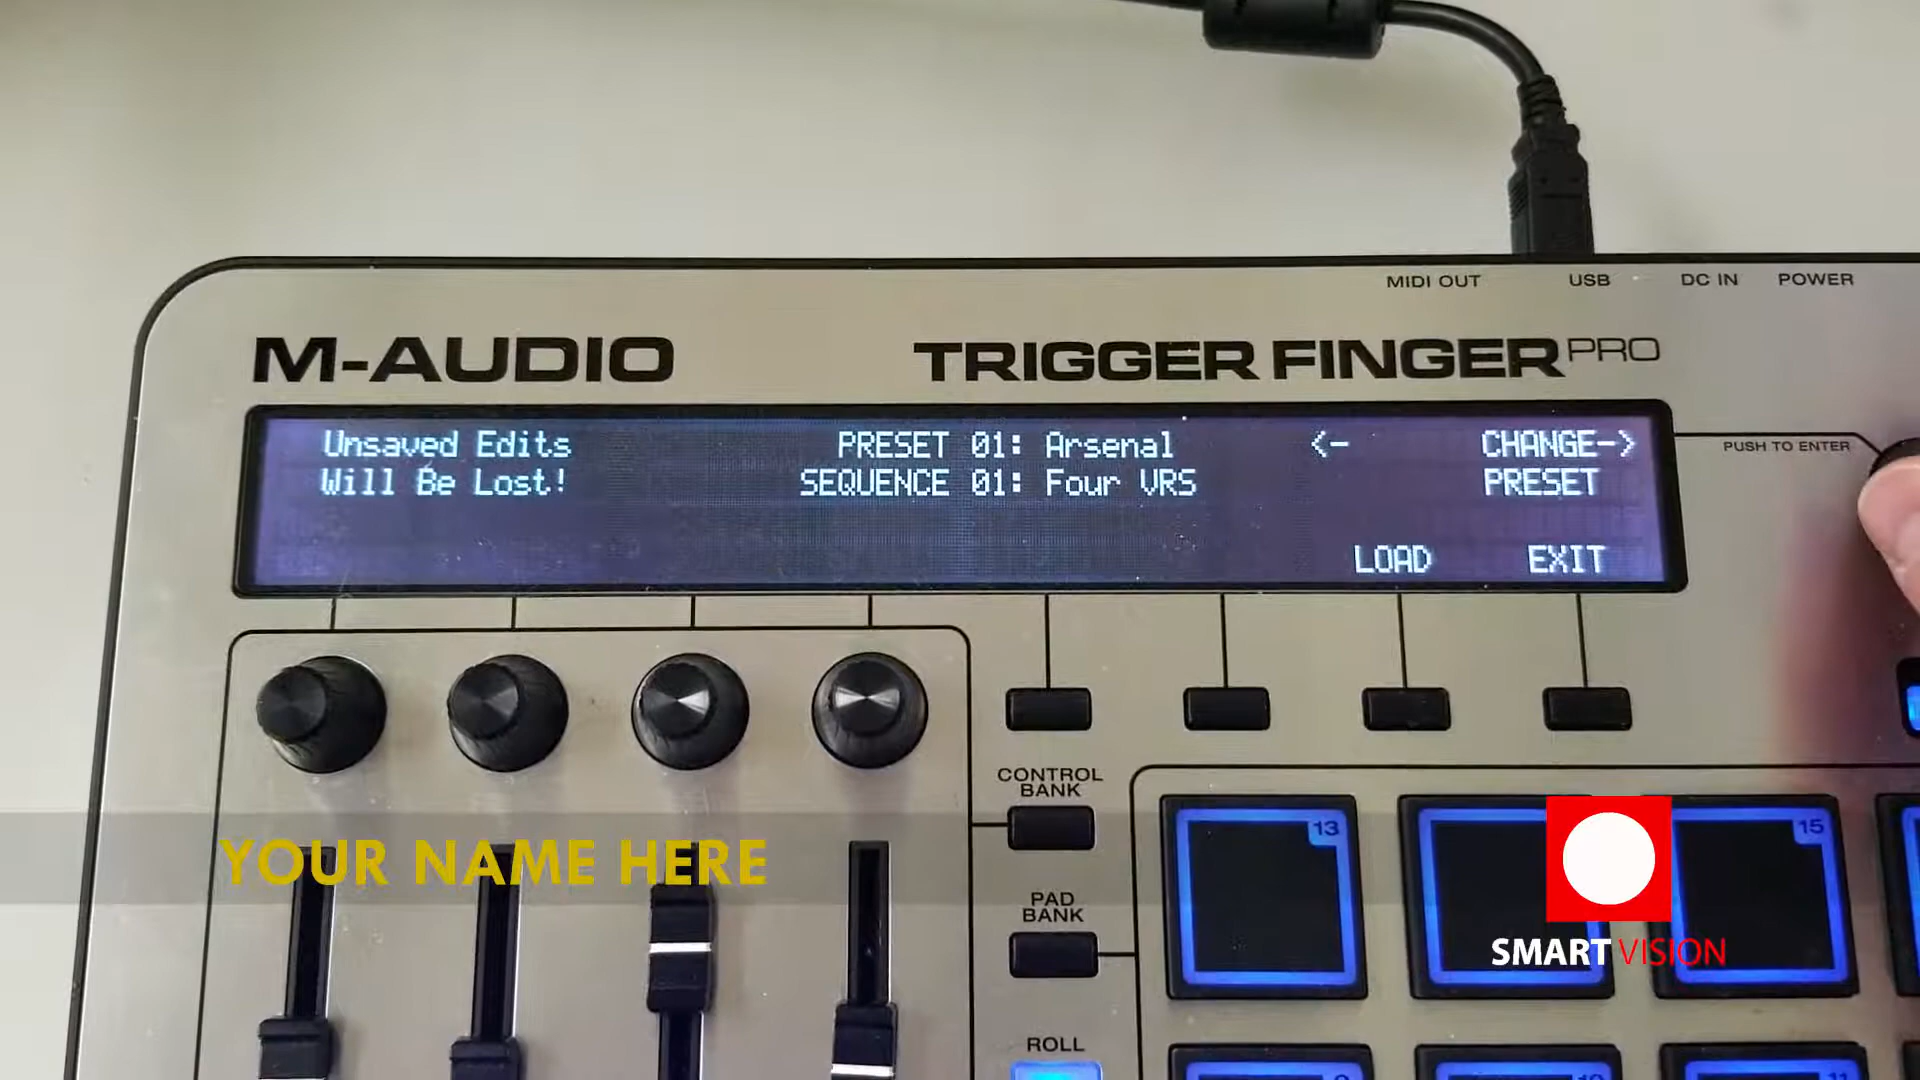 MIDI OUT USB DC IN POWER
M-AUDIO TRIGGER FINGER PRO
Unsaved Edits PRESET 01: Arsenal <- CHANGE->
Will Be Lost! SEQUENCE 01: Four VRS PRESET
LOAD EXIT
PUSH TO ENTER
CONTROL
BANK
YOUR NAME HERE
13
15
PAD
BANK
SMART VISION
ROLL